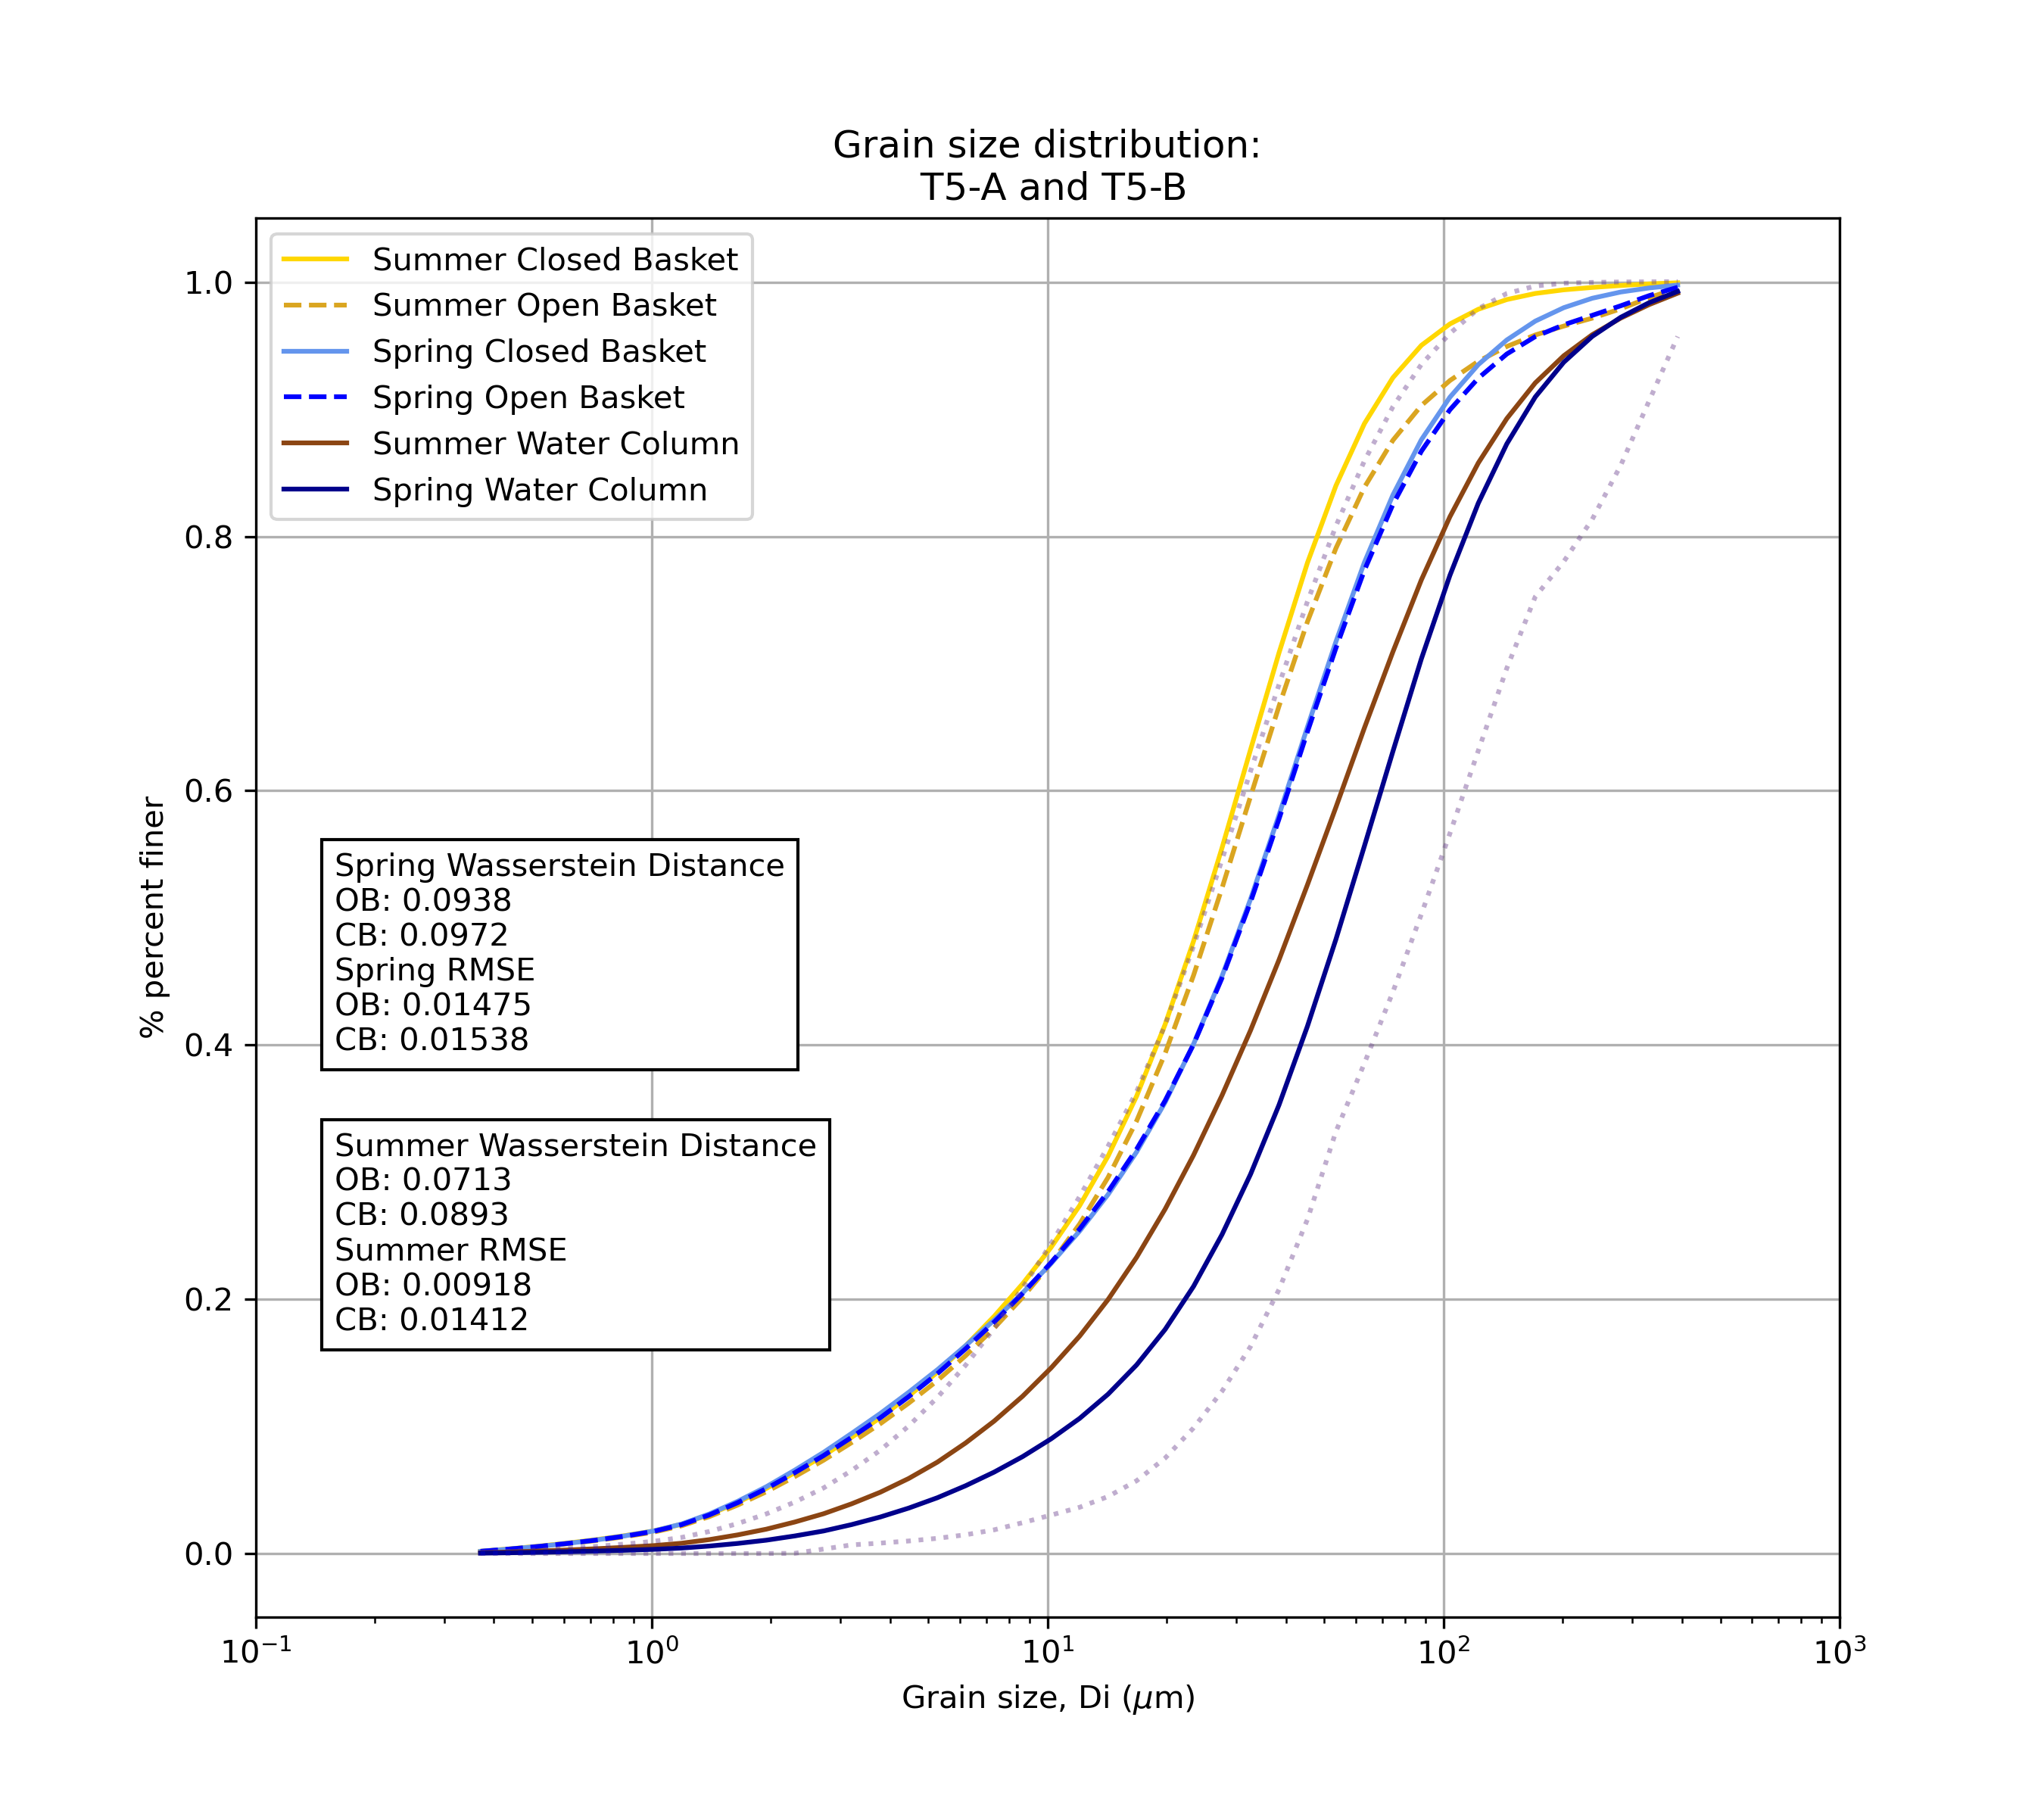 Grain size distribution:
T5-A and T5-B
Summer Closed Basket
Summer Open Basket
Spring Closed Basket
Spring Open Basket
Summer Water Column
Spring Water Column
1.0
0.8
0.6
0.4
0.2
0.0
% percent finer
Spring Wasserstein Distance
OB: 0.0938
CB: 0.0972
Spring RMSE
OB: 0.01475
CB: 0.01538
Summer Wasserstein Distance
OB: 0.0713
CB: 0.0893
Summer RMSE
OB: 0.00918
CB: 0.01412
10⁻¹ 10⁰ 10¹ 10² 10³
Grain size, Di (μm)